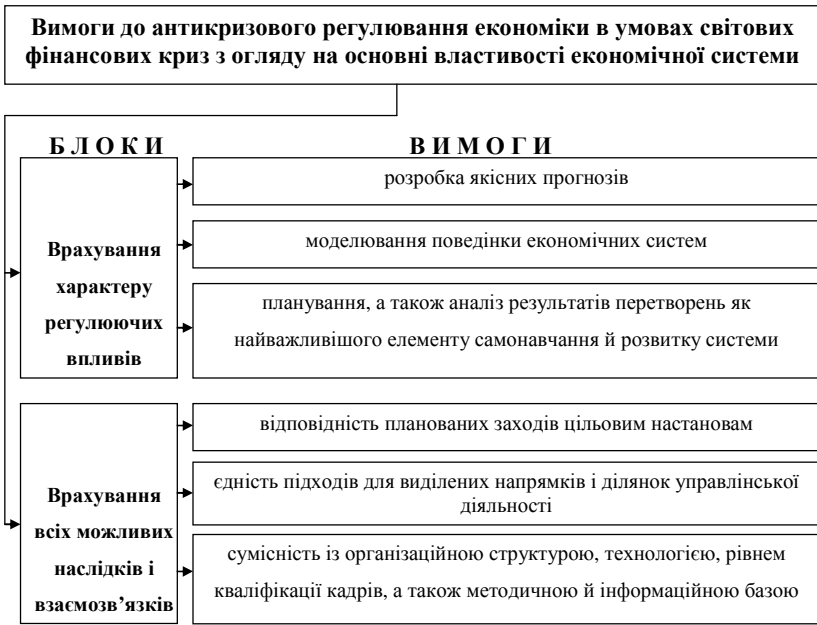 Вимоги до антикризового регулювання економіки в умовах світових
фінансових криз з огляду на основні властивості економічної системи
Б Л О К И
В И М О Г И
Врахування
характеру
регулюючих
впливів
розробка якісних прогнозів
моделювання поведінки економічних систем
планування, а також аналіз результатів перетворень як
найважливішого елементу самонавчання й розвитку системи
Врахування
всіх можливих
наслідків і
взаємозв’язків
відповідність планованих заходів цільовим настановам
єдність підходів для виділених напрямків і ділянок управлінської
діяльності
сумісність із організаційною структурою, технологією, рівнем
кваліфікації кадрів, а також методичною й інформаційною базою